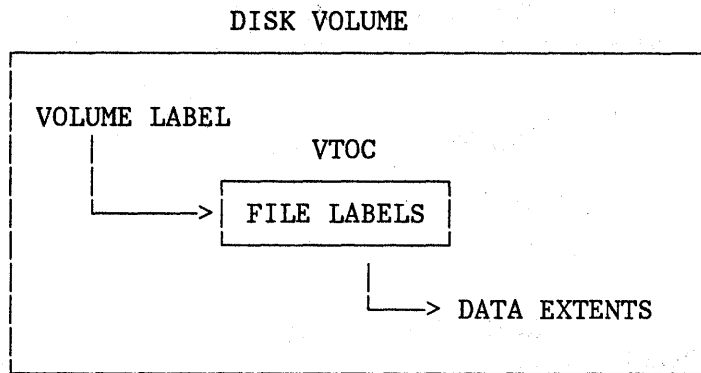 DISK VOLUME
VOLUME LABEL
VTOC
FILE LABELS
DATA EXTENTS